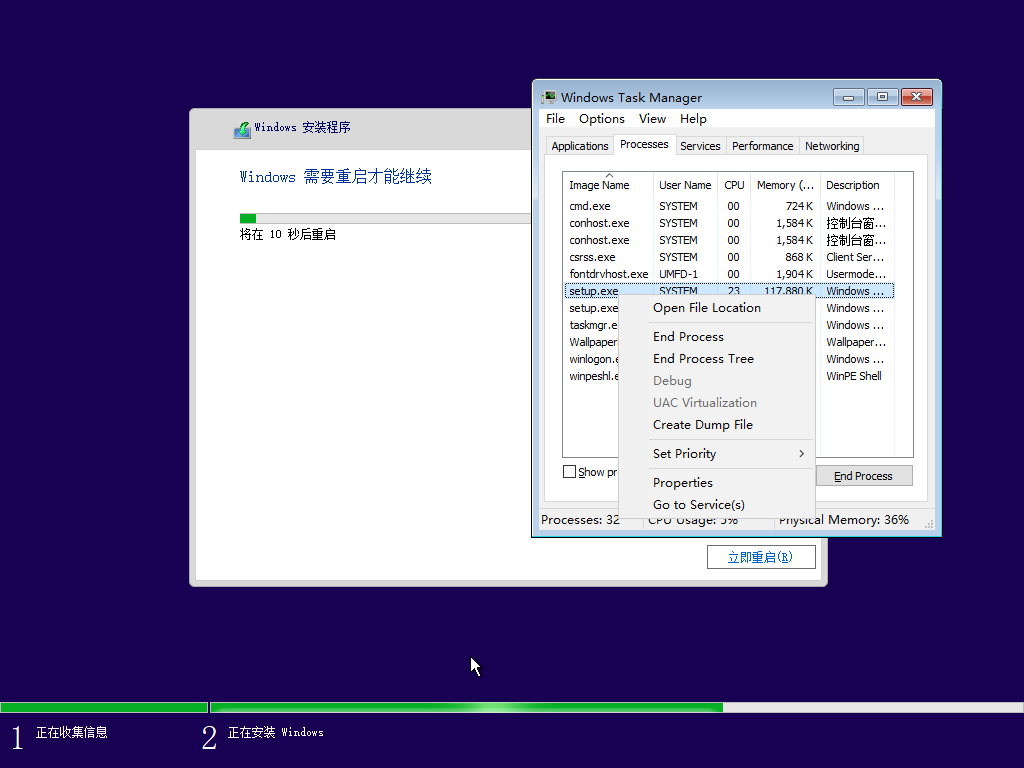 Windows 安装程序
Windows 需要重启才能继续
将在 10 秒后重启
立即重启(R)
Windows Task Manager
File Options View Help
Applications Processes Services Performance Networking
Image Name User Name CPU Memory (... Description
cmd.exe SYSTEM 00 724 K Windows ...
conhost.exe SYSTEM 00 1,584 K 控制台窗...
conhost.exe SYSTEM 00 1,584 K 控制台窗...
csrss.exe SYSTEM 00 868 K Client Ser...
fontdrvhost.exe UMFD-1 00 1,904 K Usermode...
setup.exe SYSTEM 23 117,880 K Windows ...
setup.exe Windows ...
taskmgr.e Windows ...
Wallpaper Wallpaper...
winlogon.e Windows ...
winpeshl.e WinPE Shell
Open File Location
End Process
End Process Tree
Debug
UAC Virtualization
Create Dump File
Set Priority
Properties
Go to Service(s)
Show pr
End Process
Processes: 32 CPU Usage: 5% Physical Memory: 36%
1 正在收集信息
2 正在安装 Windows